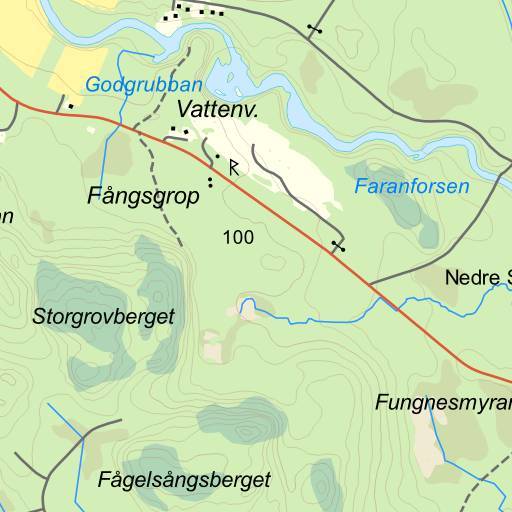 Godgrubban
Vattenv.
Faranforsen
Fångsgrop
100
Nedre S
Storgrovberget
Fungnesmyran
Fågelsångsberget